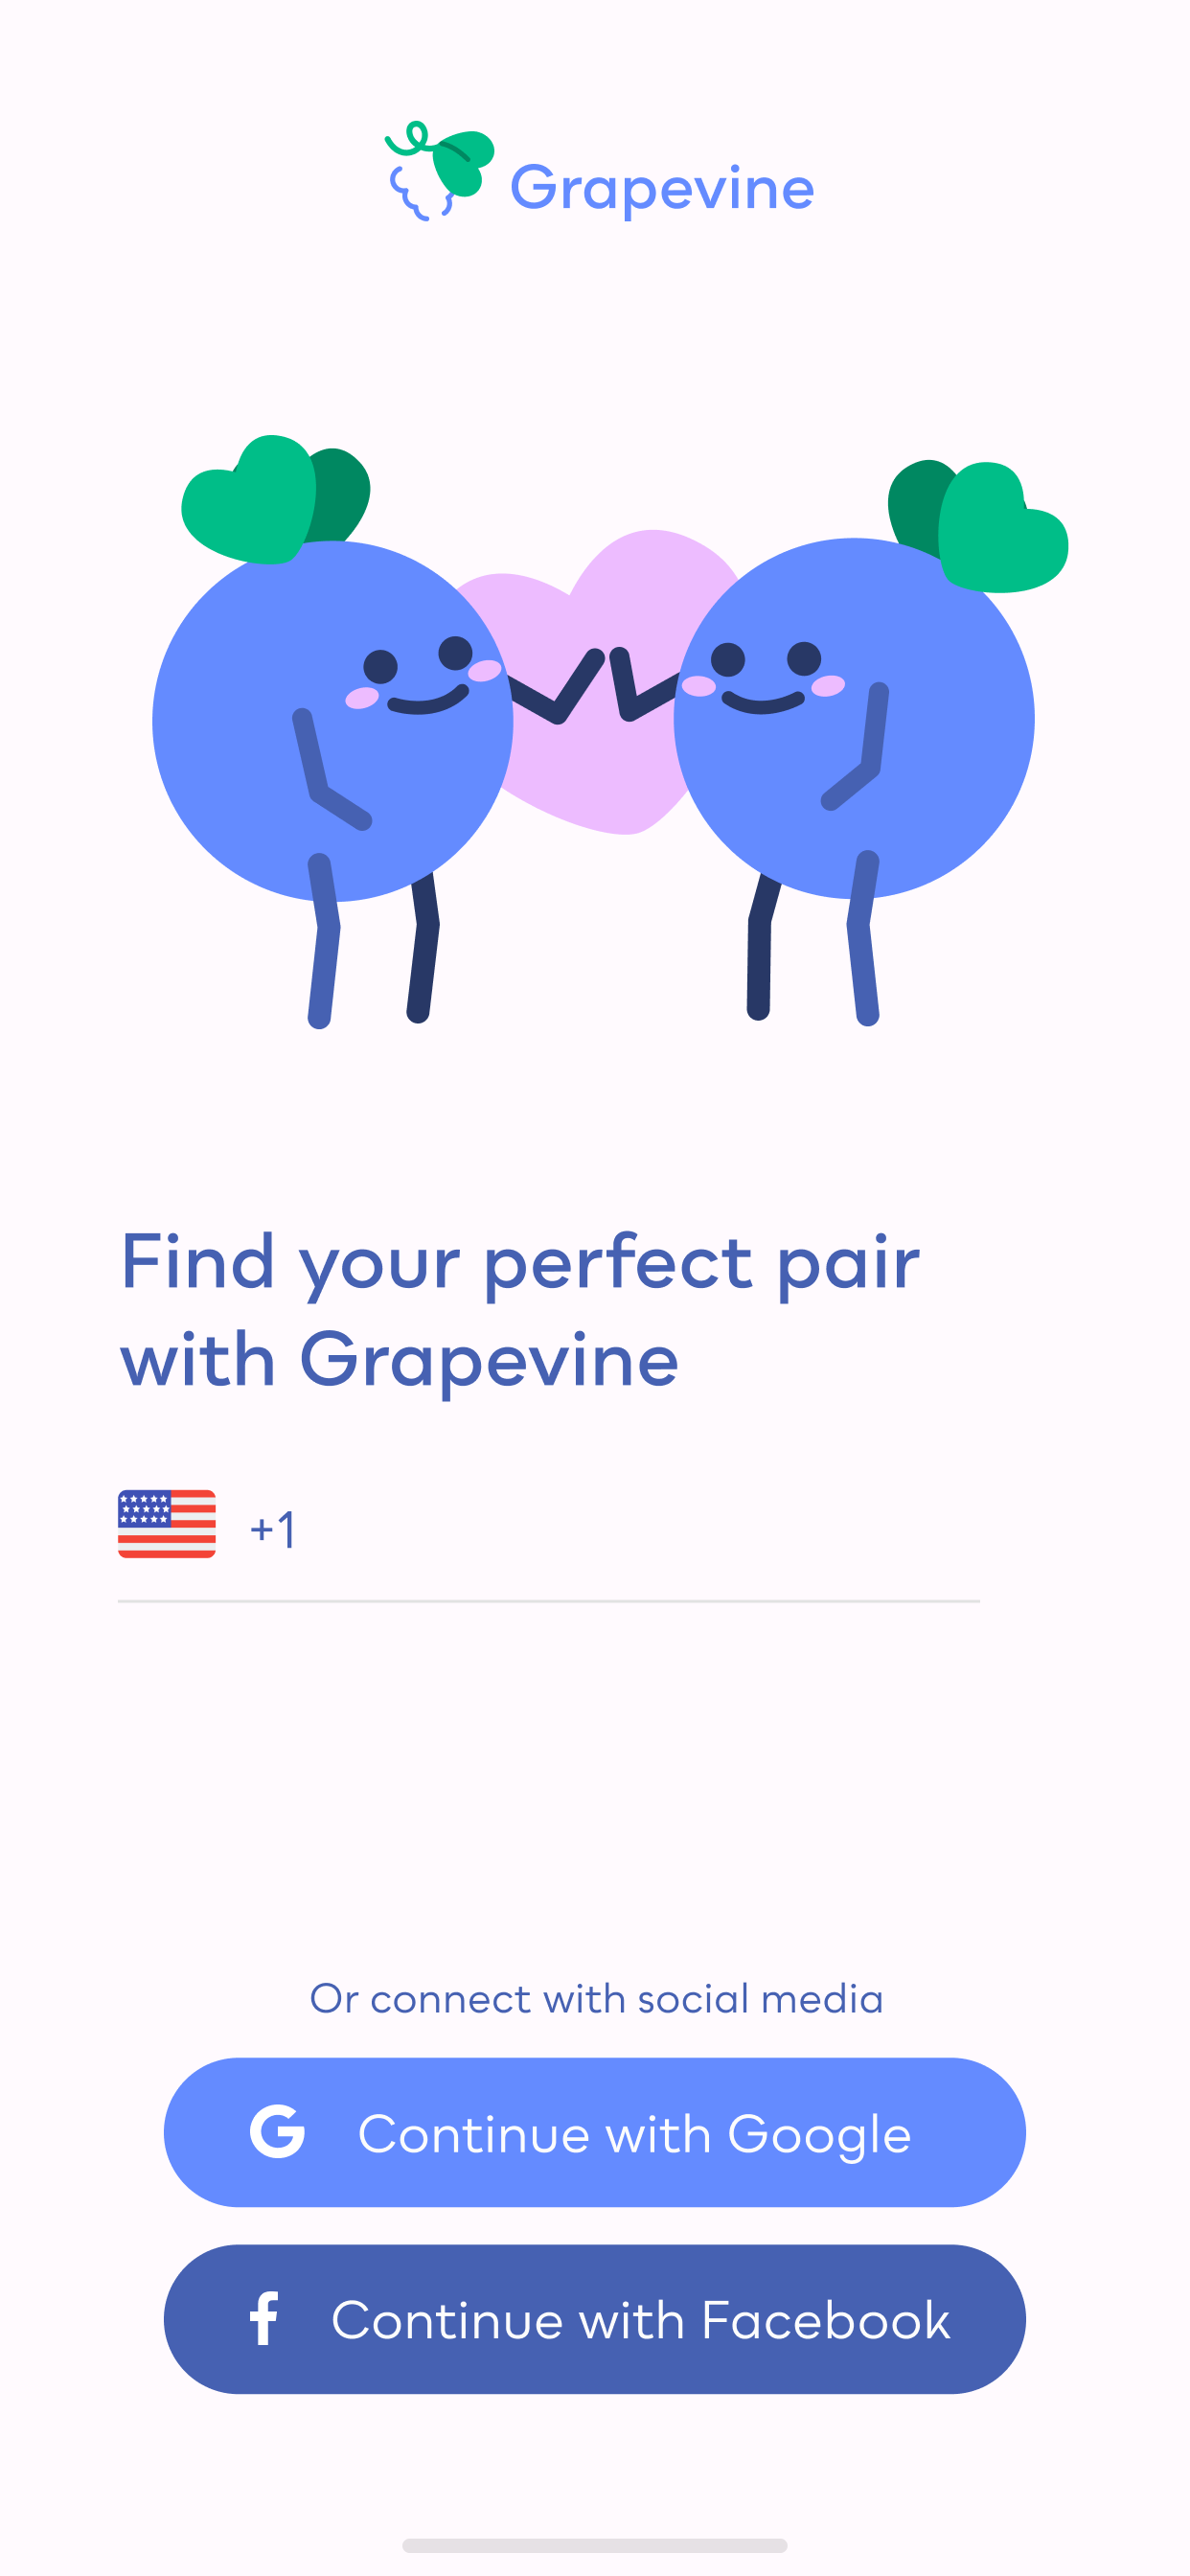 Grapevine
Find your perfect pair
with Grapevine
+1
Or connect with social media
G Continue with Google
f Continue with Facebook